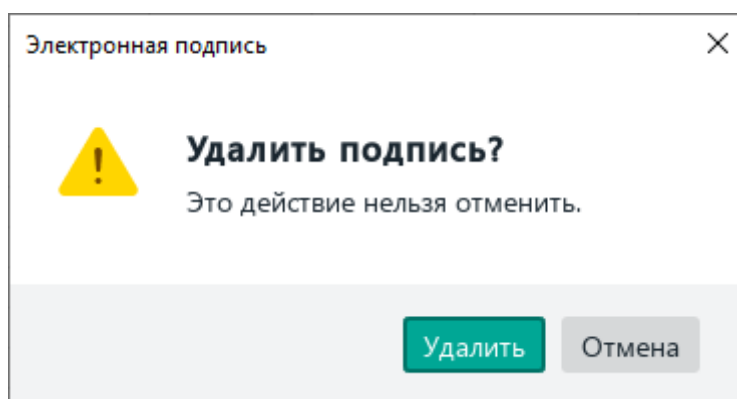 Электронная подпись
Удалить подпись?
Это действие нельзя отменить.
Удалить
Отмена